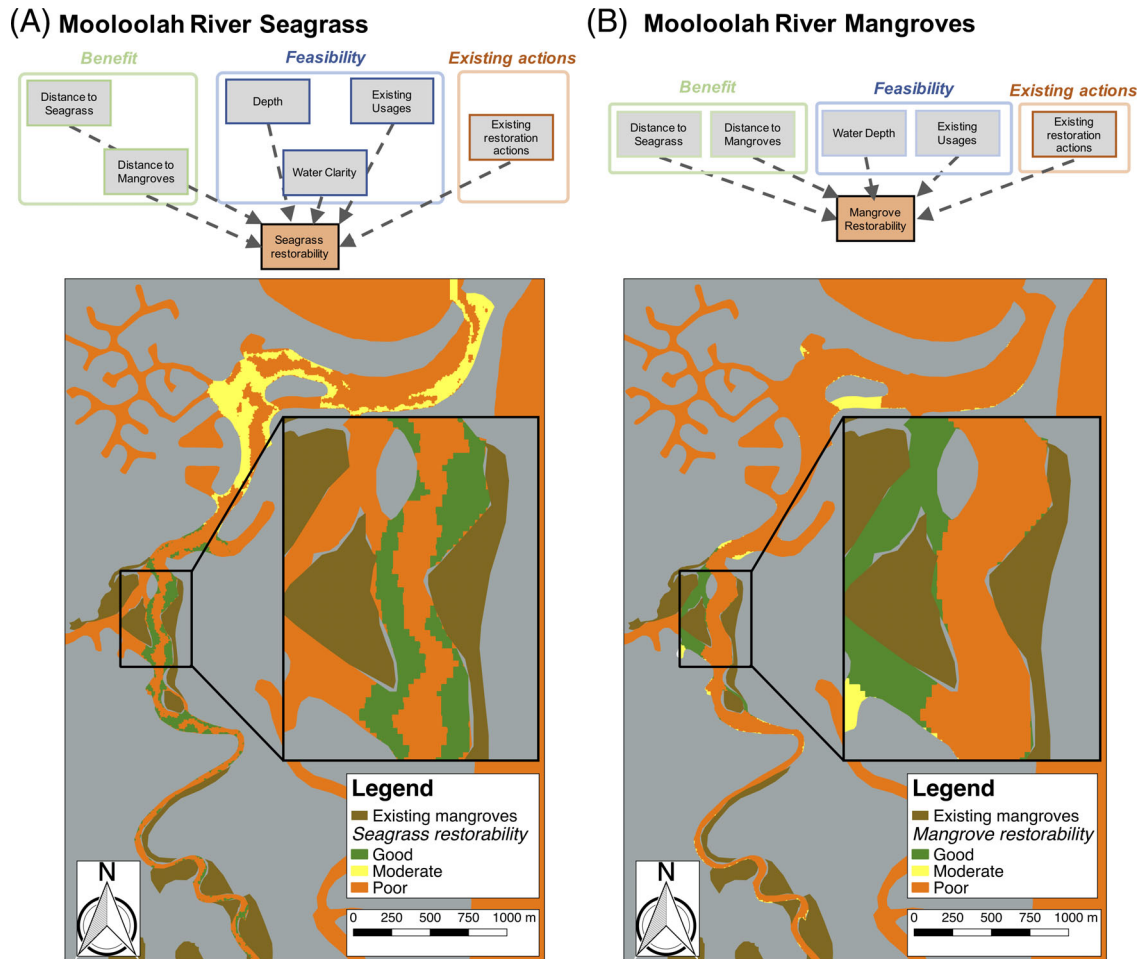 (A) Mooloolah River Seagrass
Benefit
Feasibility
Existing actions
Distance to
Seagrass
Depth
Existing
Usages
Existing
restoration
actions
Distance to
Mangroves
Water Clarity
Seagrass
restorability
Legend
Existing mangroves
Seagrass restorability
Good
Moderate
Poor
N
0 250 500 750 1000 m
(B) Mooloolah River Mangroves
Benefit
Feasibility
Existing actions
Distance to
Seagrass
Distance to
Mangroves
Water Depth
Existing
Usages
Existing
restoration
actions
Mangrove
Restorability
Legend
Existing mangroves
Mangrove restorability
Good
Moderate
Poor
N
0 250 500 750 1000 m